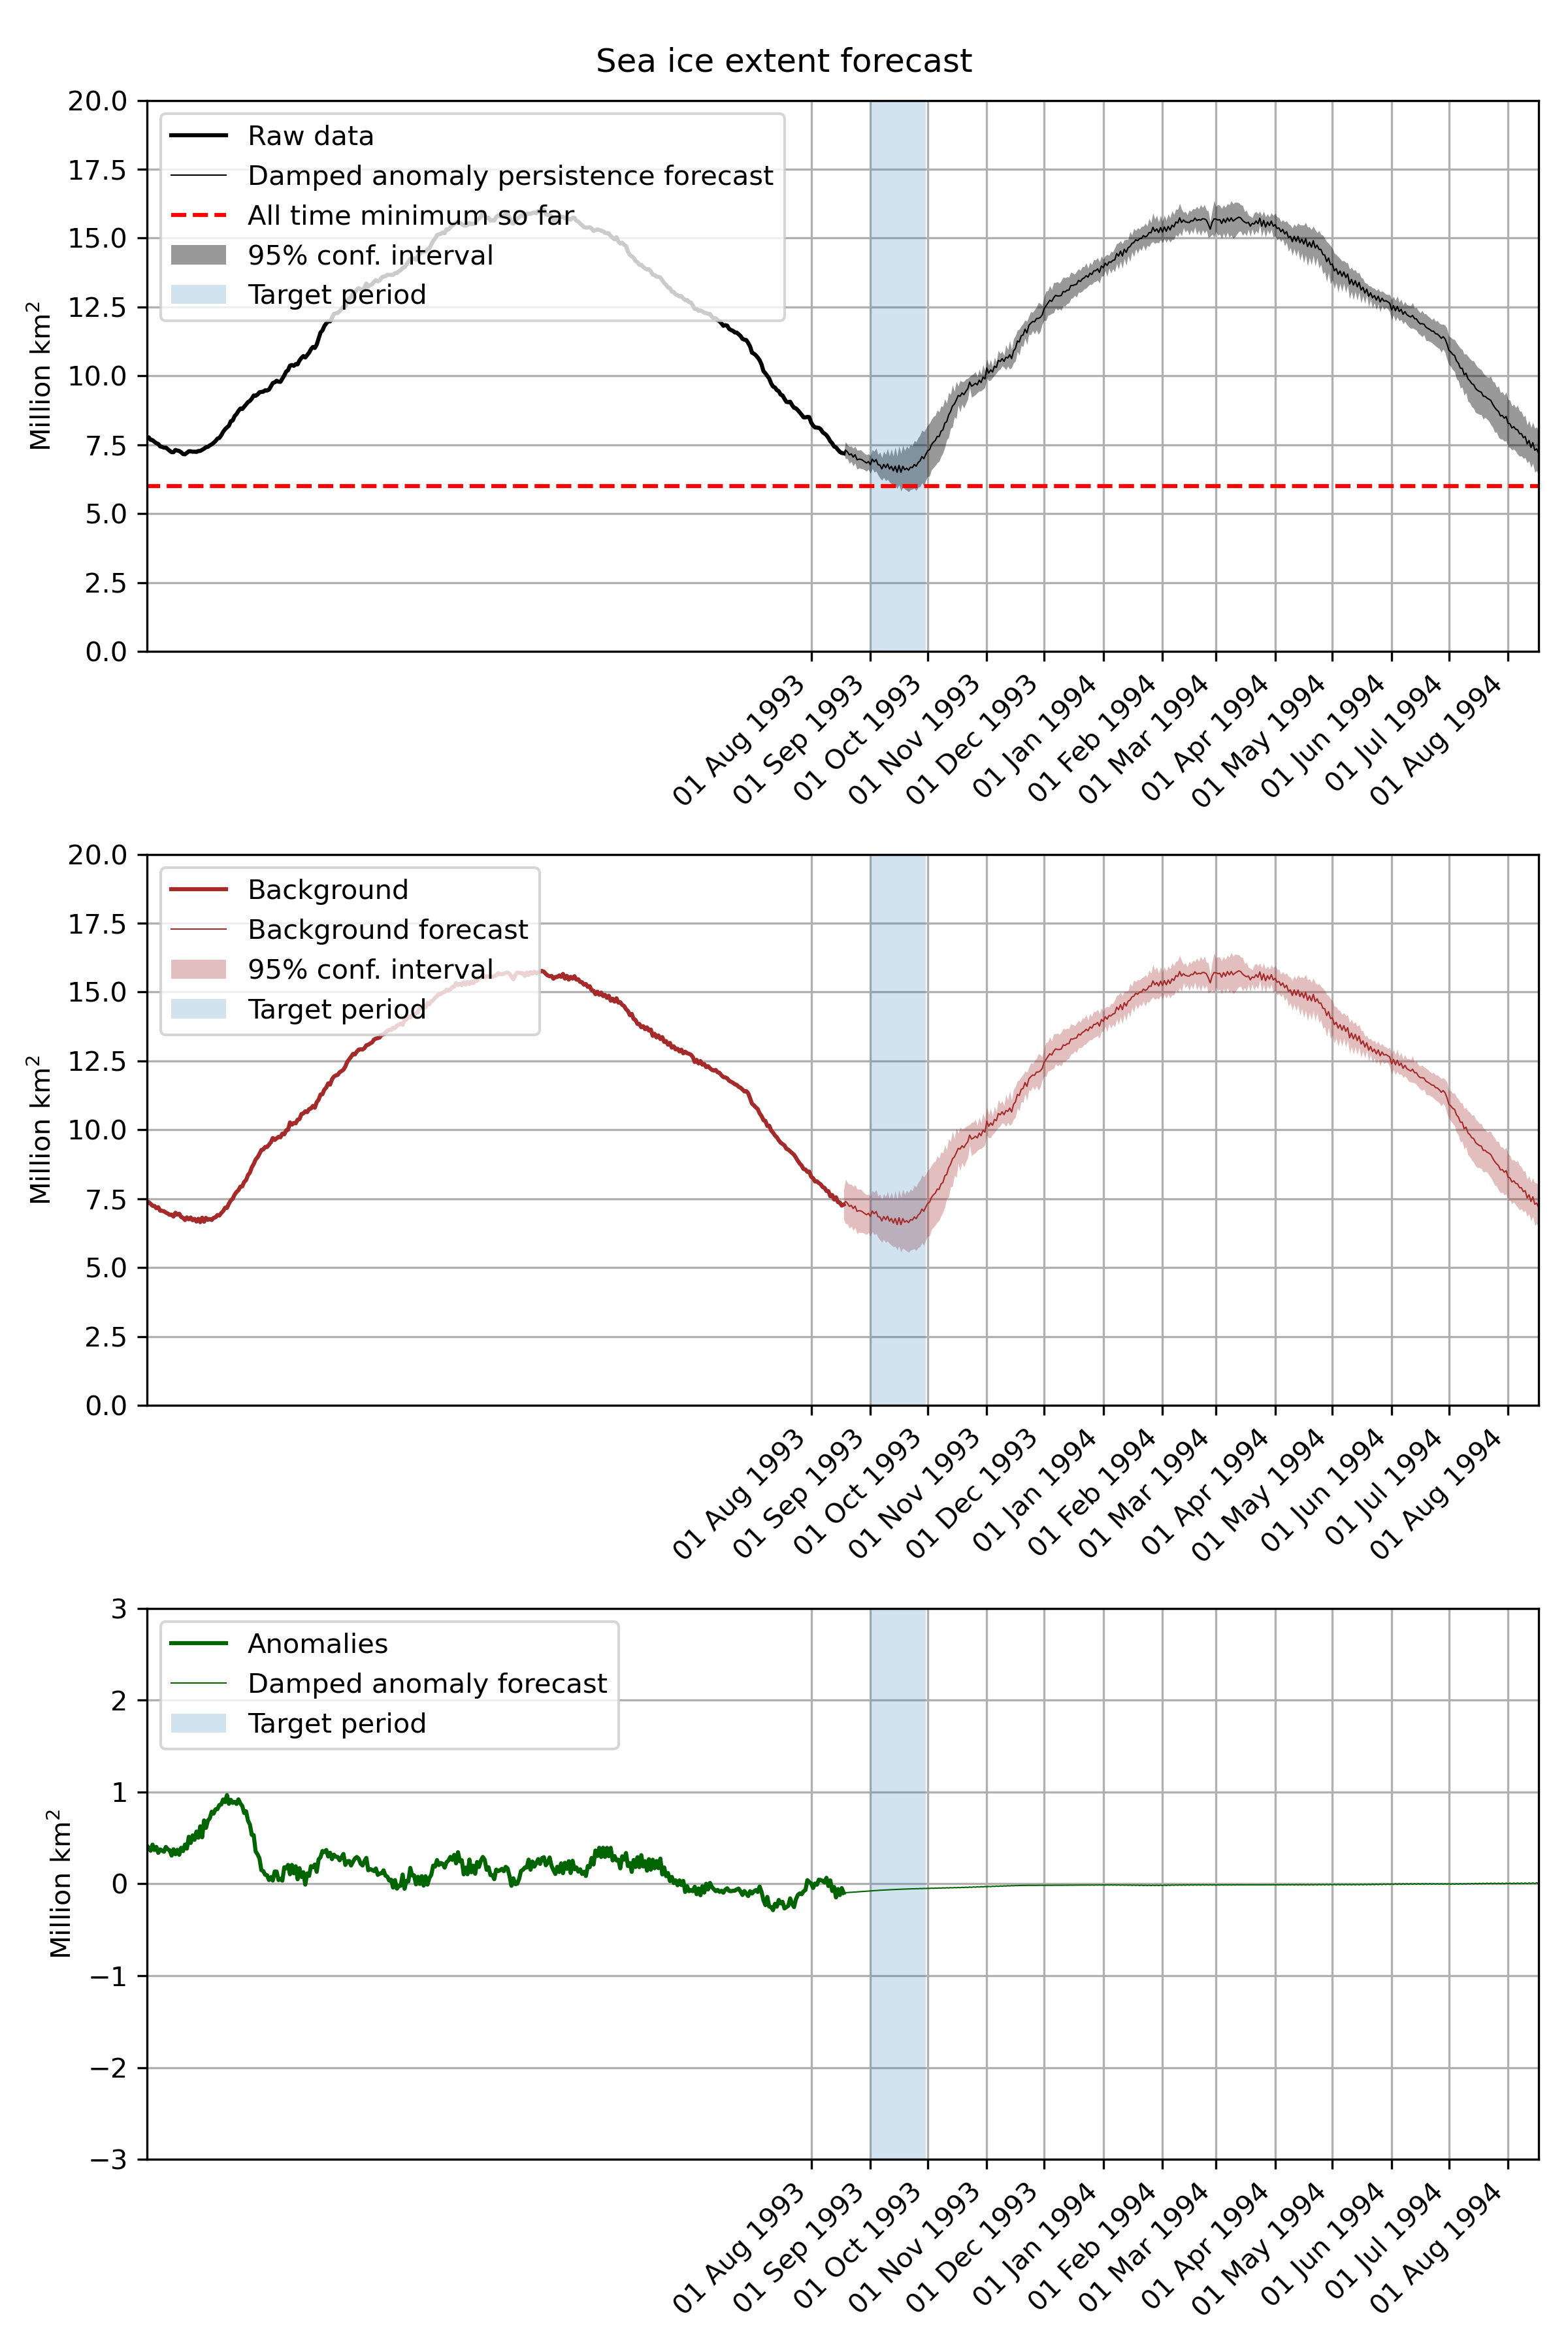 Sea ice extent forecast
20.0
17.5
15.0
12.5
10.0
7.5
5.0
2.5
0.0
Million km²
Raw data
Damped anomaly persistence forecast
All time minimum so far
95% conf. interval
Target period
01 Aug 1993
01 Sep 1993
01 Oct 1993
01 Nov 1993
01 Dec 1993
01 Jan 1994
01 Feb 1994
01 Mar 1994
01 Apr 1994
01 May 1994
01 Jun 1994
01 Jul 1994
01 Aug 1994
20.0
17.5
15.0
12.5
10.0
7.5
5.0
2.5
0.0
Million km²
Background
Background forecast
95% conf. interval
Target period
01 Aug 1993
01 Sep 1993
01 Oct 1993
01 Nov 1993
01 Dec 1993
01 Jan 1994
01 Feb 1994
01 Mar 1994
01 Apr 1994
01 May 1994
01 Jun 1994
01 Jul 1994
01 Aug 1994
3
2
1
0
−1
−2
−3
Million km²
Anomalies
Damped anomaly forecast
Target period
01 Aug 1993
01 Sep 1993
01 Oct 1993
01 Nov 1993
01 Dec 1993
01 Jan 1994
01 Feb 1994
01 Mar 1994
01 Apr 1994
01 May 1994
01 Jun 1994
01 Jul 1994
01 Aug 1994